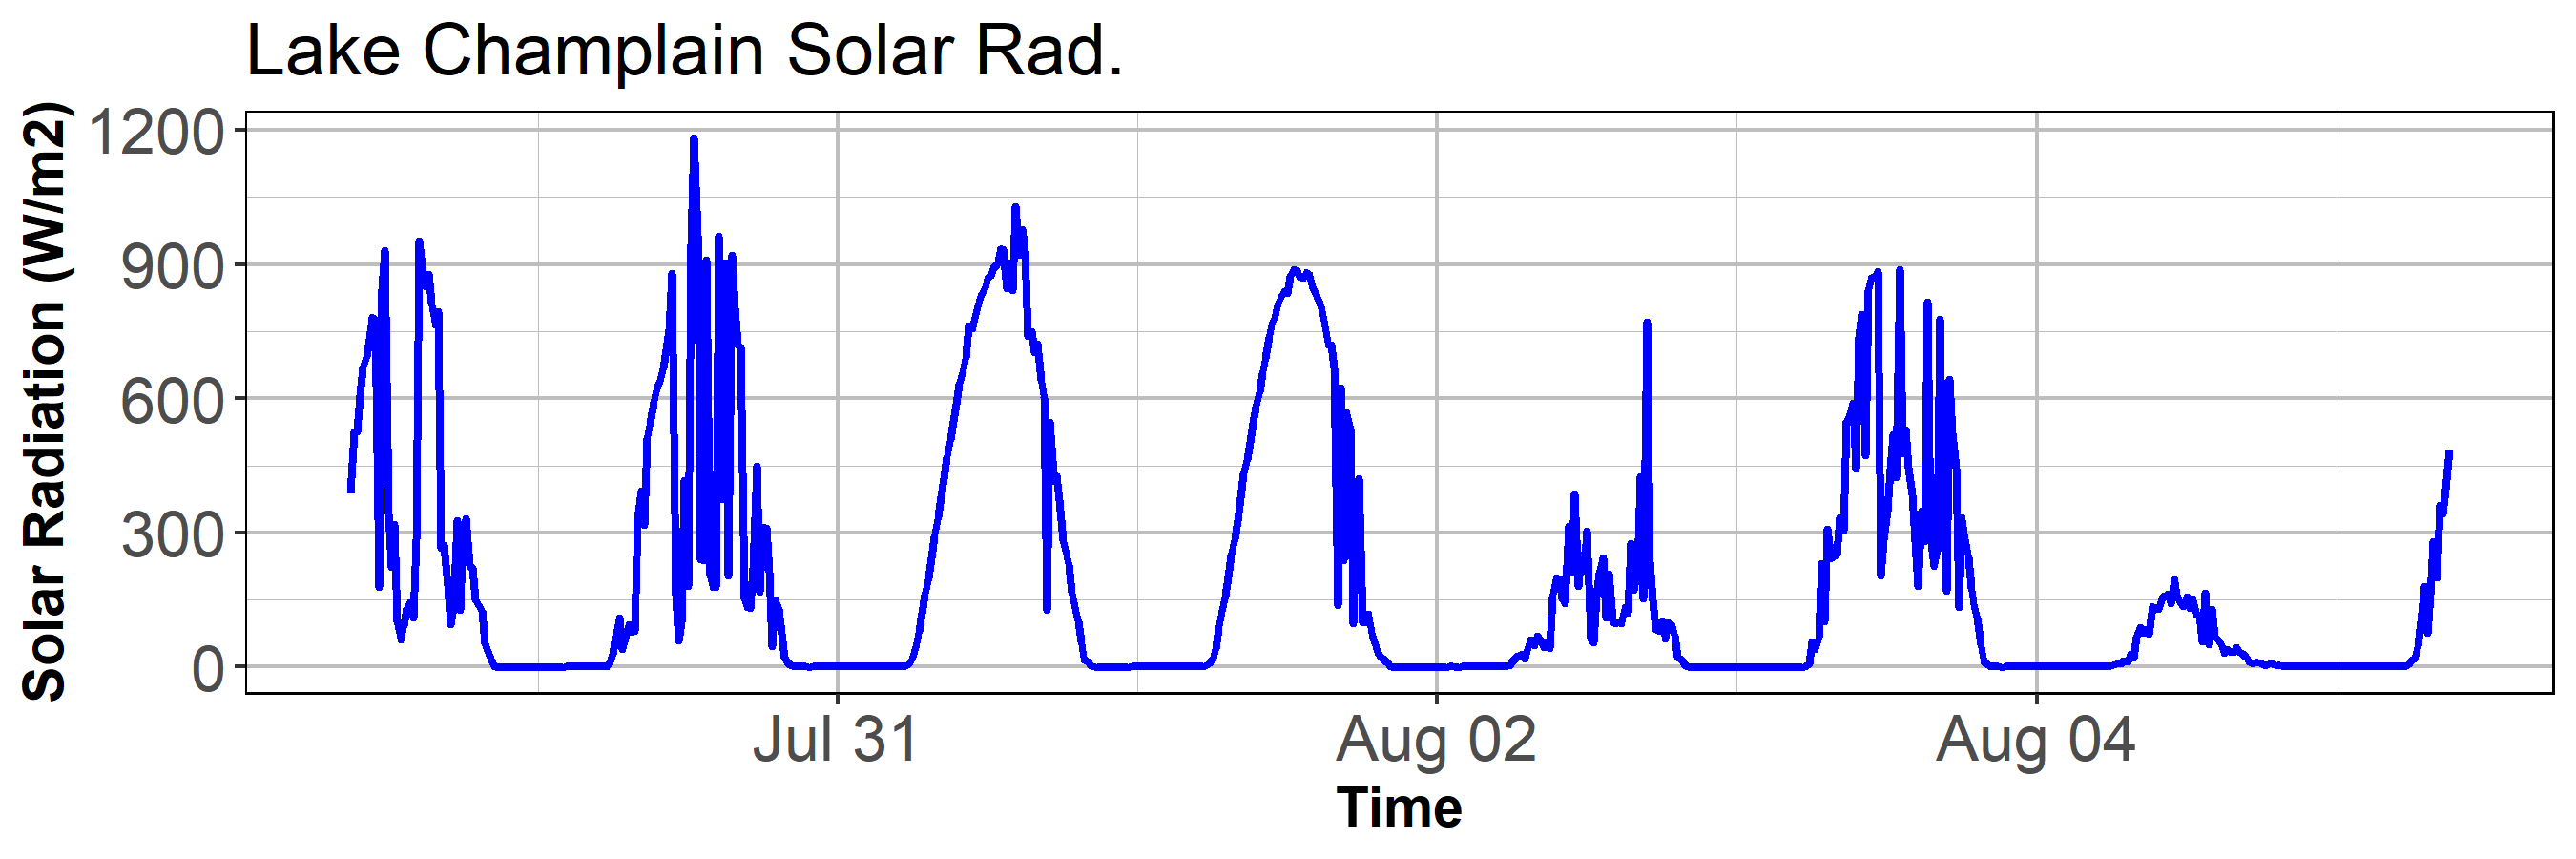 Lake Champlain Solar Rad.
Solar Radiation (W/m2)
1200
900
600
300
0
Jul 31 Aug 02 Aug 04
Time